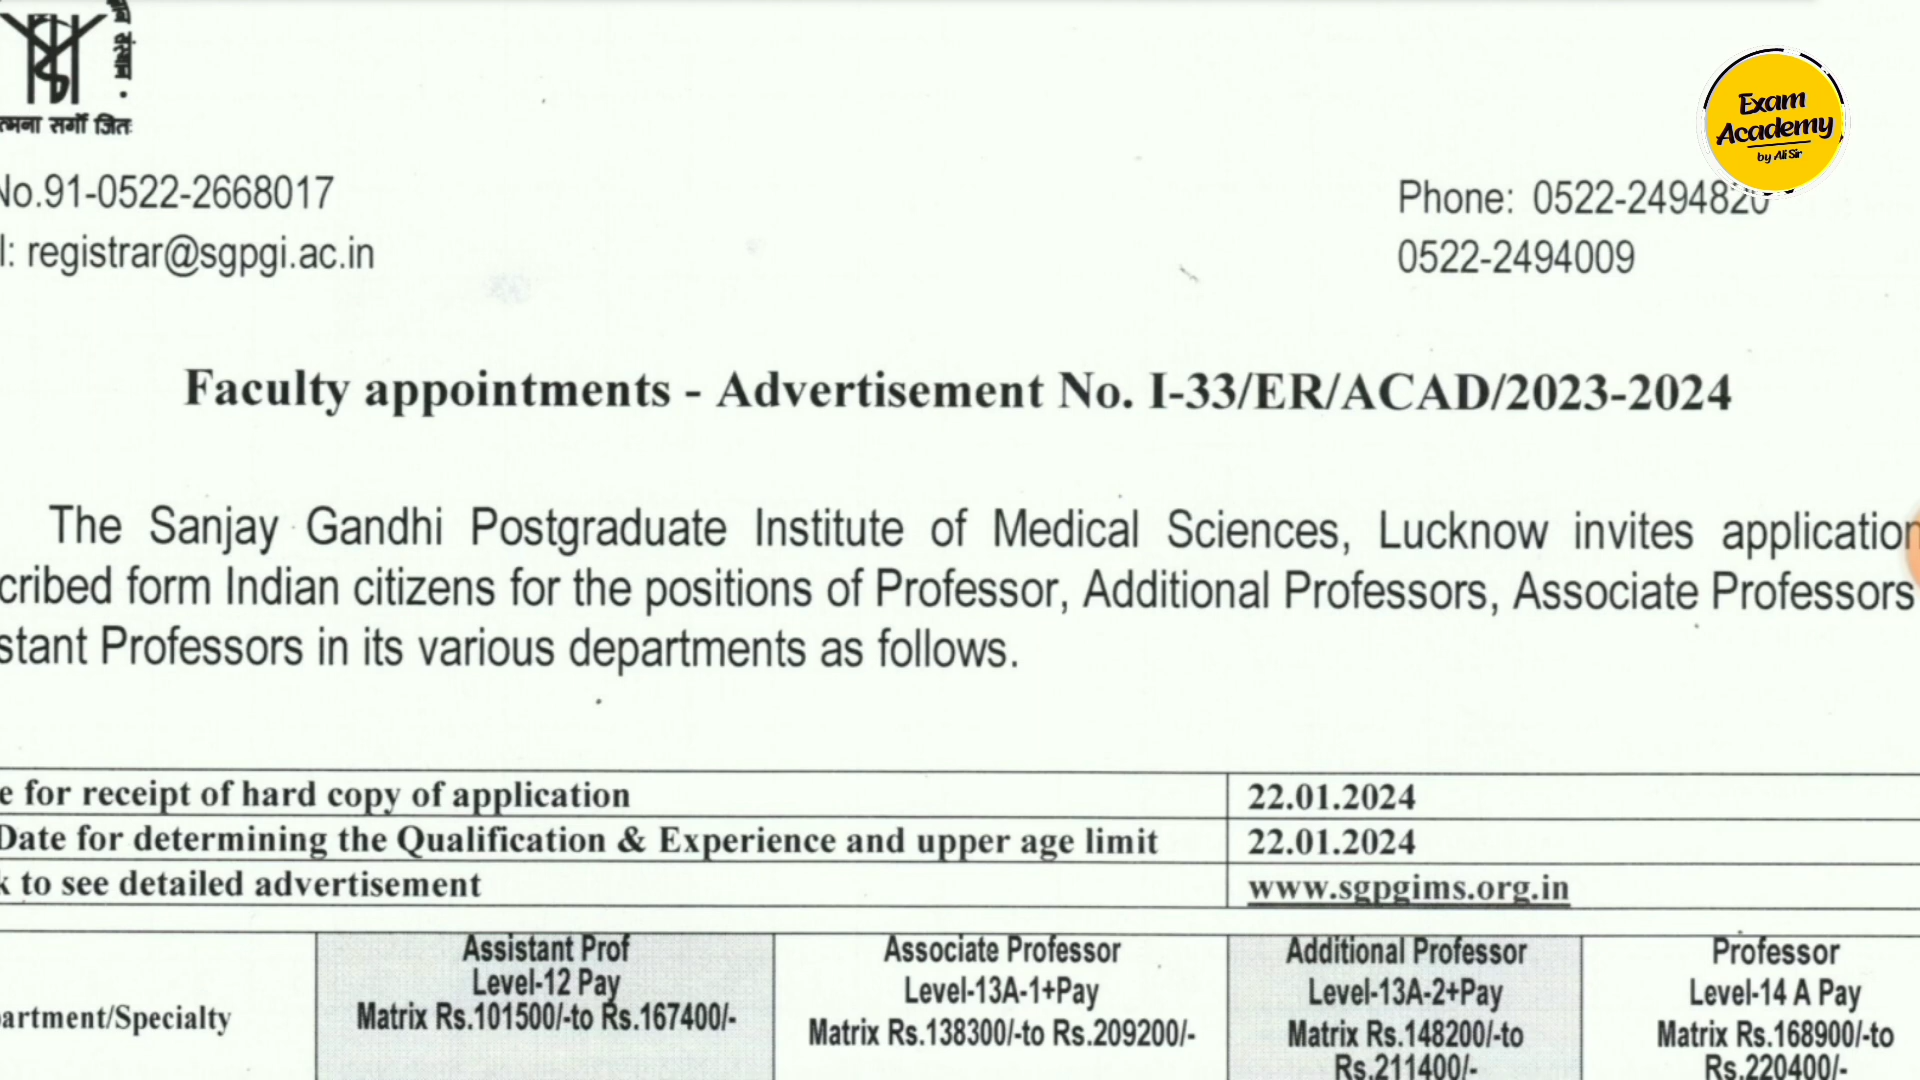 त्मना सर्गो जितः
Exam
Academy
by Ali Sir
No.91-0522-2668017
Phone: 0522-2494820
l: registrar@sgpgi.ac.in
0522-2494009
Faculty appointments - Advertisement No. I-33/ER/ACAD/2023-2024
The Sanjay Gandhi Postgraduate Institute of Medical Sciences, Lucknow invites application
cribed form Indian citizens for the positions of Professor, Additional Professors, Associate Professors
stant Professors in its various departments as follows.
e for receipt of hard copy of application 22.01.2024
Date for determining the Qualification & Experience and upper age limit 22.01.2024
k to see detailed advertisement www.sgpgims.org.in
artment/Specialty
Assistant Prof
Level-12 Pay
Matrix Rs.101500/-to Rs.167400/-
Associate Professor
Level-13A-1+Pay
Matrix Rs.138300/-to Rs.209200/-
Additional Professor
Level-13A-2+Pay
Matrix Rs.148200/-to
Rs.211400/-
Professor
Level-14 A Pay
Matrix Rs.168900/-to
Rs.220400/-